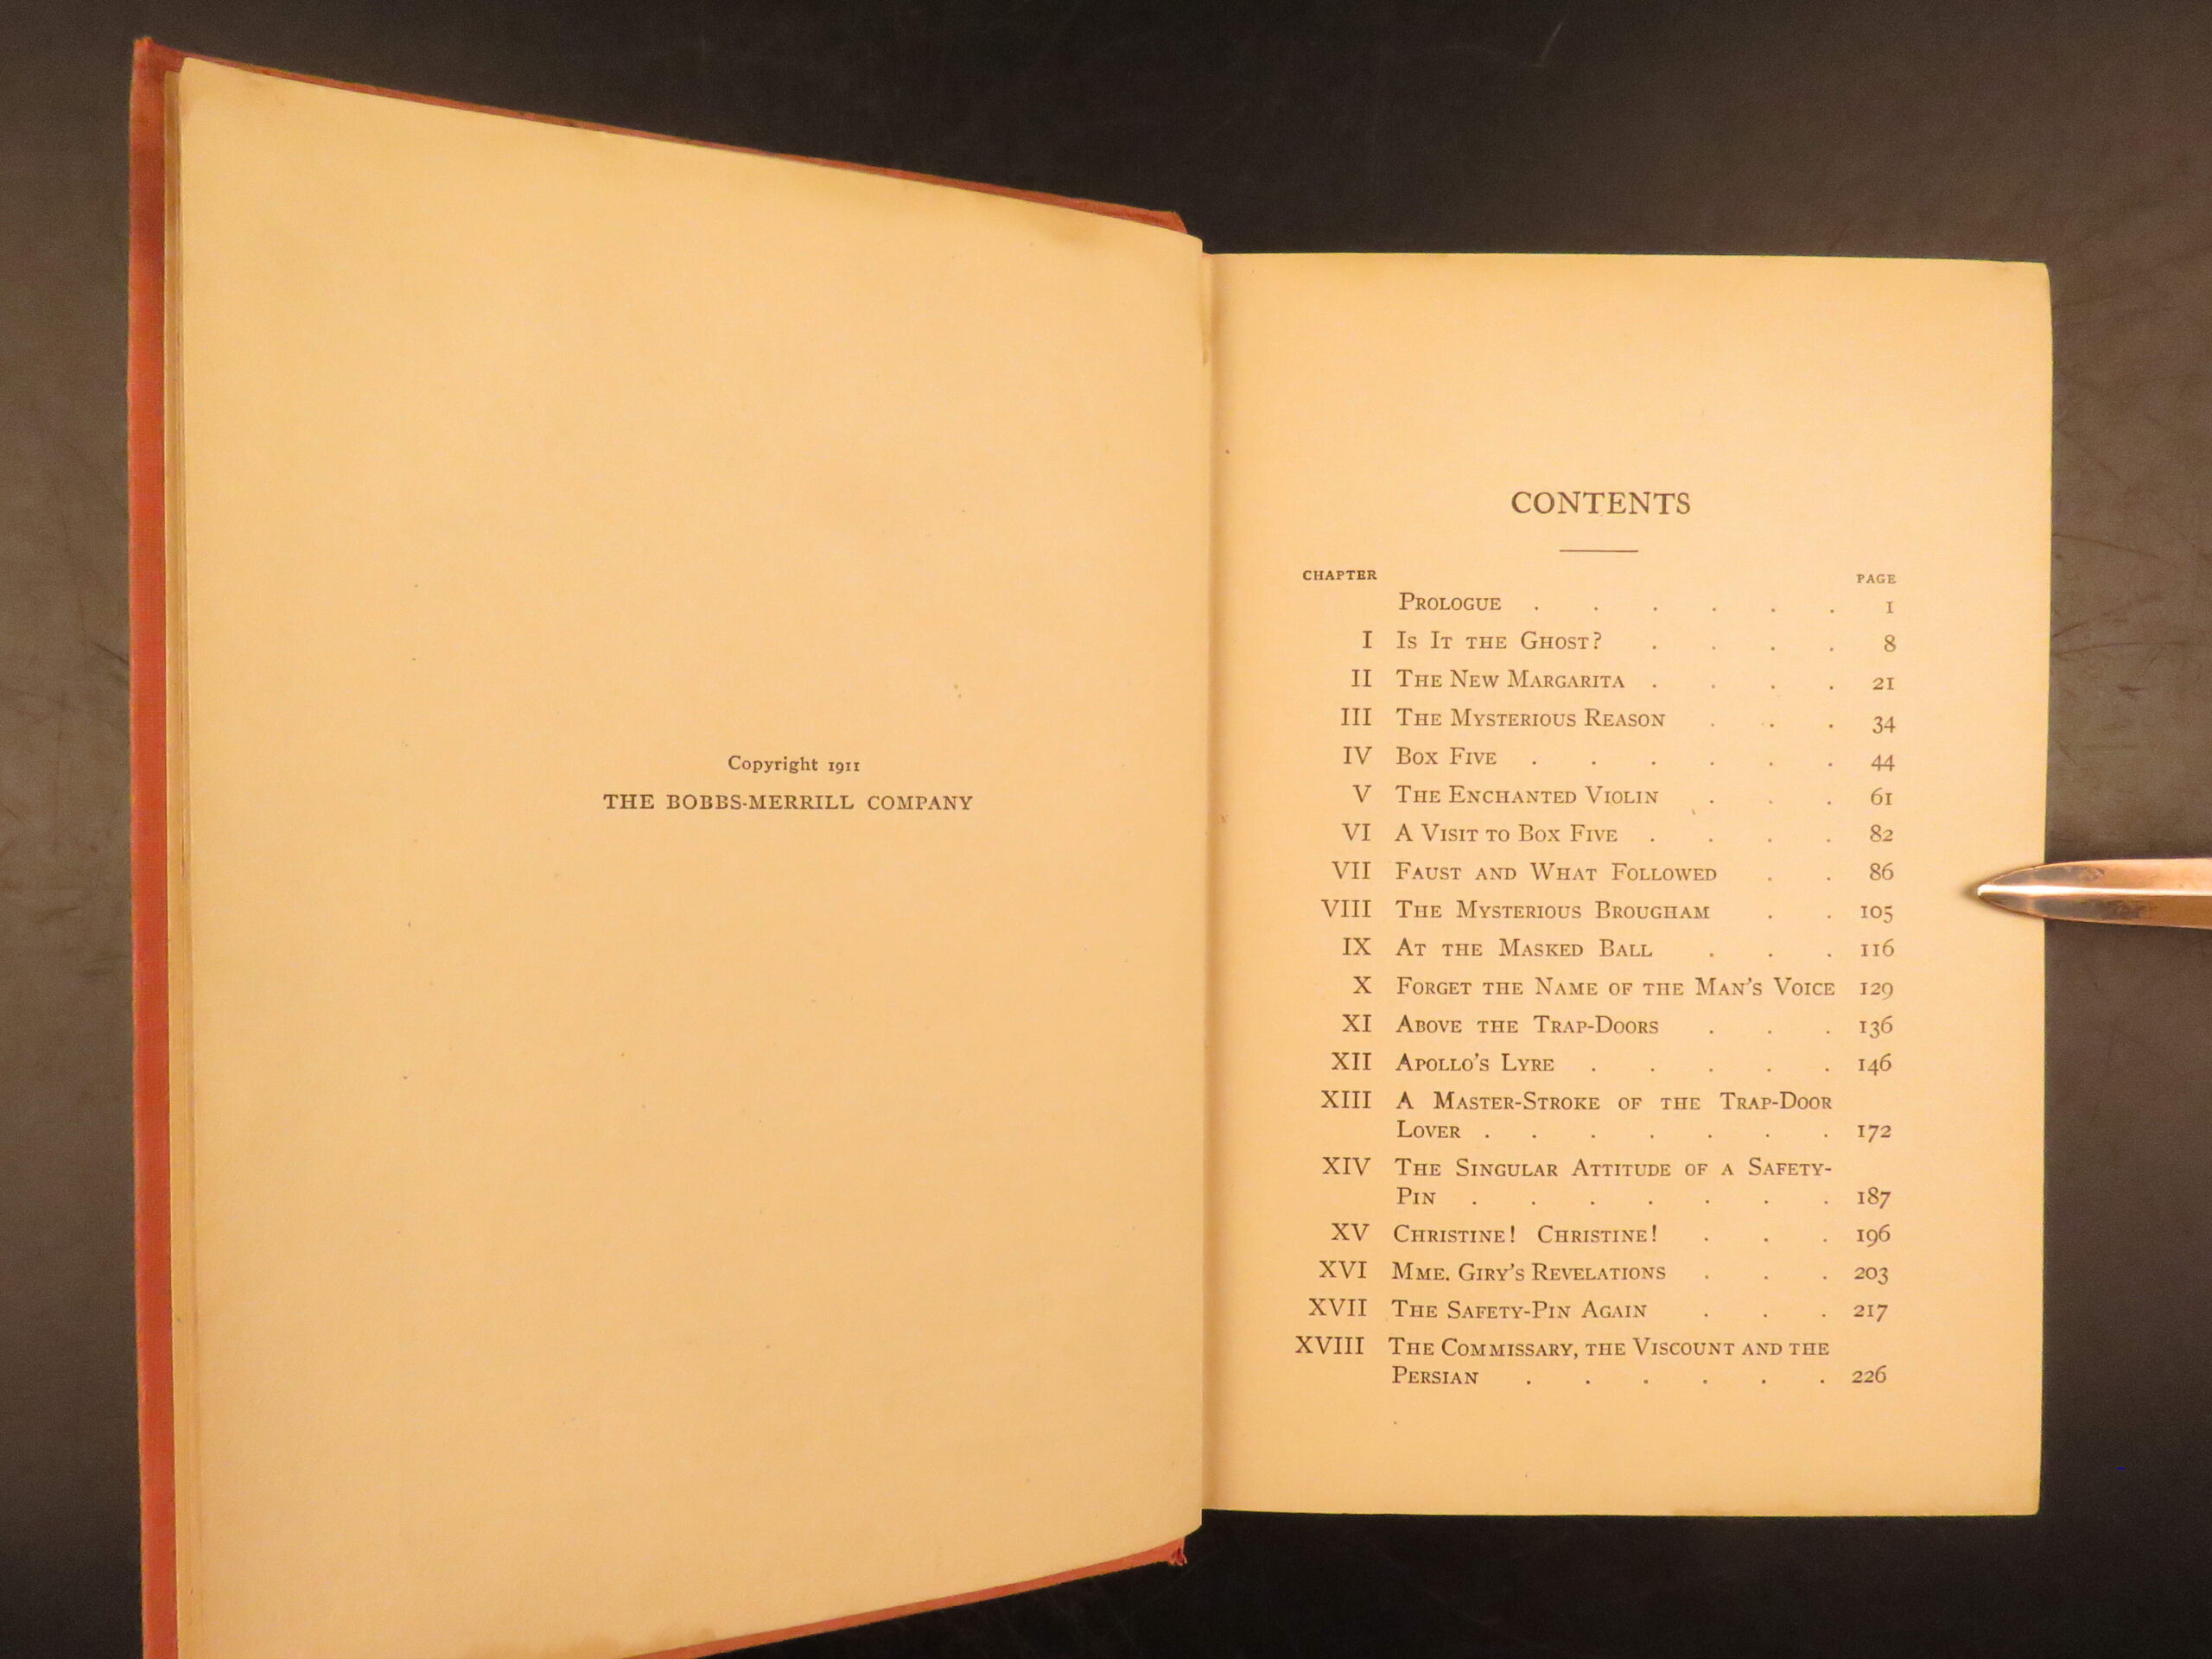 Copyright 1911
THE BOBBS-MERRILL COMPANY
CONTENTS
CHAPTER PAGE
PROLOGUE . . . . . . 1
I IS IT THE GHOST? . . . . 8
II THE NEW MARGARITA . . . . 21
III THE MYSTERIOUS REASON . . . 34
IV BOX FIVE . . . . . . 44
V THE ENCHANTED VIOLIN . . . 61
VI A VISIT TO BOX FIVE . . . . 82
VII FAUST AND WHAT FOLLOWED . . 86
VIII THE MYSTERIOUS BROUGHAM . . 105
IX AT THE MASKED BALL . . . 116
X FORGET THE NAME OF THE MAN'S VOICE 129
XI ABOVE THE TRAP-DOORS . . . 136
XII APOLLO'S LYRE . . . . . 146
XIII A MASTER-STROKE OF THE TRAP-DOOR
LOVER . . . . . . . 172
XIV THE SINGULAR ATTITUDE OF A SAFETY-
PIN . . . . . . . 187
XV CHRISTINE! CHRISTINE! . . . 196
XVI MME. GIRY'S REVELATIONS . . . 203
XVII THE SAFETY-PIN AGAIN . . . 217
XVIII THE COMMISSARY, THE VISCOUNT AND THE
PERSIAN . . . . . . 226